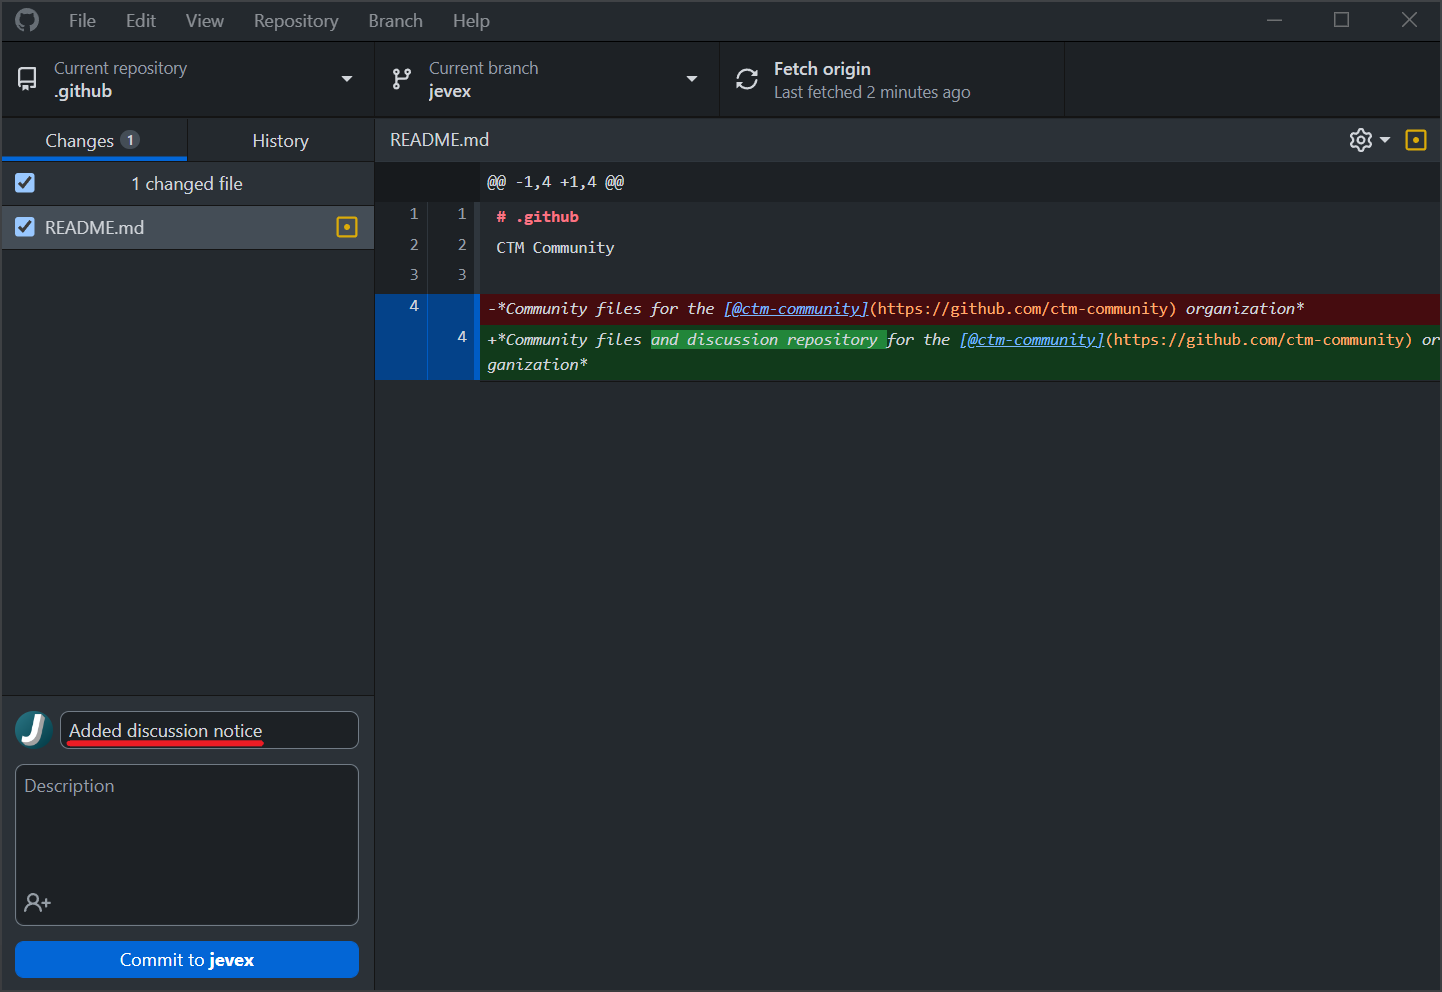 File Edit View Repository Branch Help
Current repository
.github
Current branch
jevex
Fetch origin
Last fetched 2 minutes ago
Changes 1
History
README.md
1 changed file
README.md
@@ -1,4 +1,4 @@
1 1 # .github
2 2 CTM Community
3 3
4 -*Community files for the [@ctm-community](https://github.com/ctm-community) organization*
4 +*Community files and discussion repository for the [@ctm-community](https://github.com/ctm-community) or
ganization*
Added discussion notice
Description
Commit to jevex